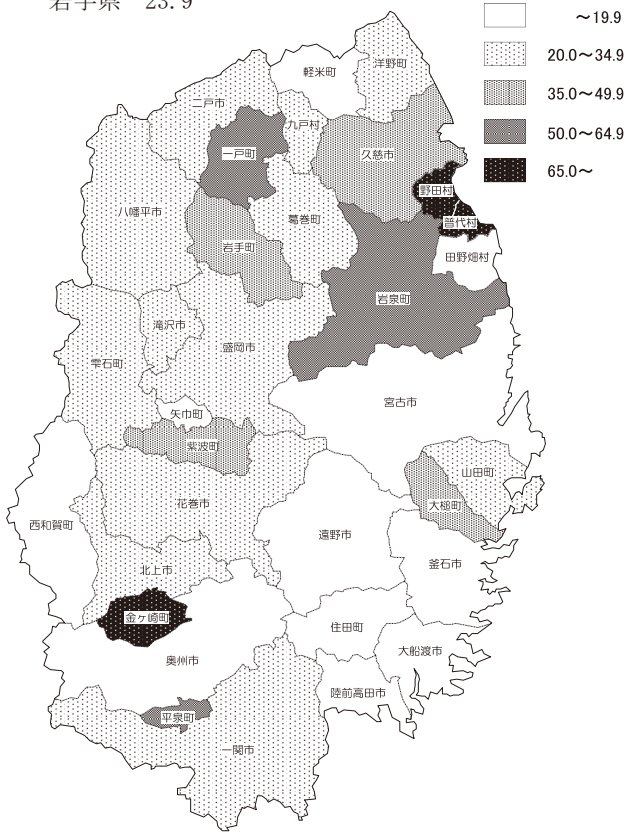 岩手県　23.9
～19.9
20.0～34.9
35.0～49.9
50.0～64.9
65.0～
洋野町
軽米町
二戸市
九戸村
一戸町
久慈市
野田村
八幡平市
葛巻町
普代村
岩手町
田野畑村
岩泉町
滝沢市
盛岡市
雫石町
宮古市
矢巾町
紫波町
山田町
花巻市
大槌町
西和賀町
遠野市
釜石市
北上市
金ヶ崎町
住田町
大船渡市
奥州市
陸前高田市
平泉町
一関市